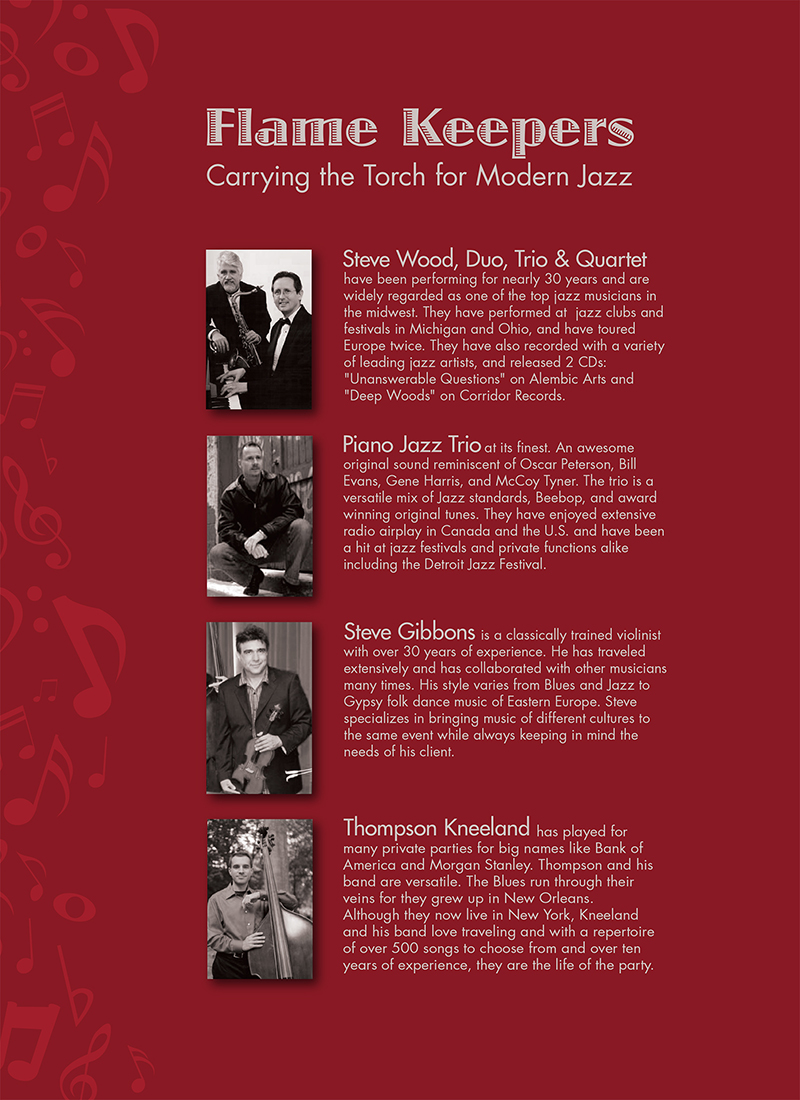 Flame Keepers
Carrying the Torch for Modern Jazz
Steve Wood, Duo, Trio & Quartet
have been performing for nearly 30 years and are
widely regarded as one of the top jazz musicians in
the midwest. They have performed at  jazz clubs and
festivals in Michigan and Ohio, and have toured
Europe twice. They have also recorded with a variety
of leading jazz artists, and released 2 CDs:
"Unanswerable Questions" on Alembic Arts and
"Deep Woods" on Corridor Records.
Piano Jazz Trio at its finest. An awesome
original sound reminiscent of Oscar Peterson, Bill
Evans, Gene Harris, and McCoy Tyner. The trio is a
versatile mix of Jazz standards, Beebop, and award
winning original tunes. They have enjoyed extensive
radio airplay in Canada and the U.S. and have been
a hit at jazz festivals and private functions alike
including the Detroit Jazz Festival.
Steve Gibbons is a classically trained violinist
with over 30 years of experience. He has traveled
extensively and has collaborated with other musicians
many times. His style varies from Blues and Jazz to
Gypsy folk dance music of Eastern Europe. Steve
specializes in bringing music of different cultures to
the same event while always keeping in mind the
needs of his client.
Thompson Kneeland has played for
many private parties for big names like Bank of
America and Morgan Stanley. Thompson and his
band are versatile. The Blues run through their
veins for they grew up in New Orleans.
Although they now live in New York, Kneeland
and his band love traveling and with a repertoire
of over 500 songs to choose from and over ten
years of experience, they are the life of the party.